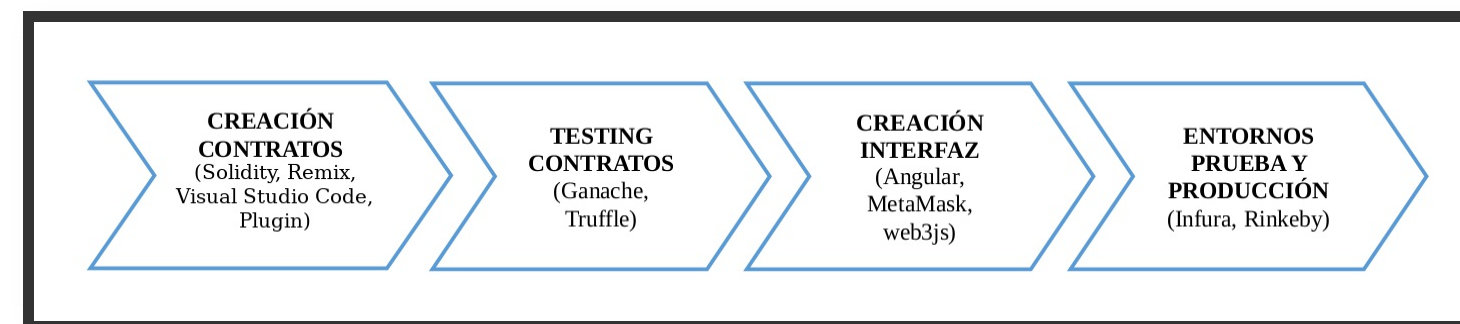 CREACIÓN
CONTRATOS
(Solidity, Remix,
Visual Studio Code,
Plugin)
TESTING
CONTRATOS
(Ganache,
Truffle)
CREACIÓN
INTERFAZ
(Angular,
MetaMask,
web3js)
ENTORNOS
PRUEBA Y
PRODUCCIÓN
(Infura, Rinkeby)